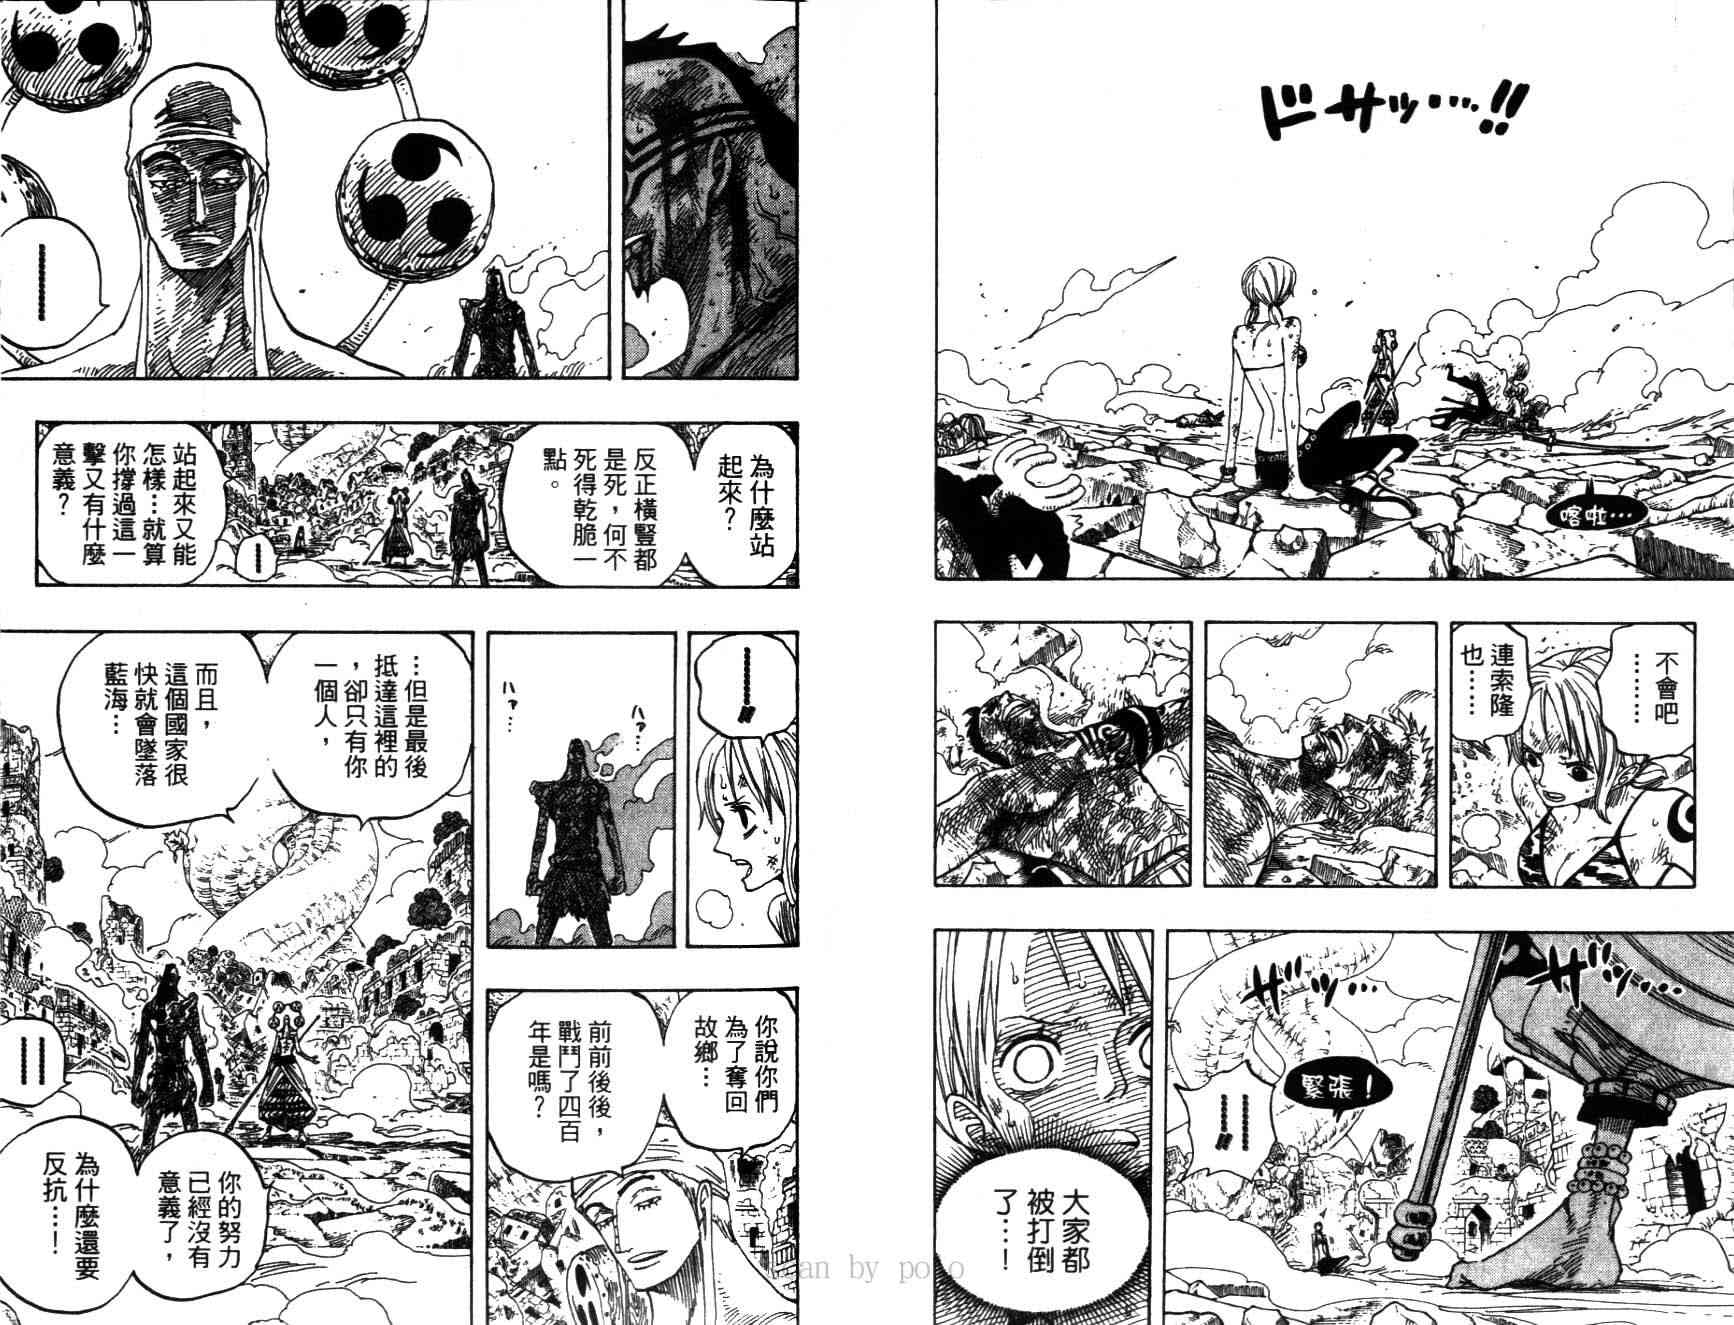 ドサッ…‥!!
喀啦…
不會吧
………
連索隆
也……
ザッ…
ザッ…
緊張！
………!!
大家都
被打倒
了…！
…………
為什麼站
起來？
反正橫豎都
是死，何不
死得乾脆一
點。
…………
站起來又能
怎樣…就算
你撐過這一
擊又有什麼
意義？
…………!!
ハァ…
ハァ…
你說你們
為了奪回
故鄉…
前前後後，
戰鬥了四百
年是嗎？
…但是最後
抵達這裡的
，卻只有你
一個人，
而且，
這個國家很
快就會墜落
藍海…
………
你的努力
已經沒有
意義了，
為什麼還要
反抗…！
scan by popo